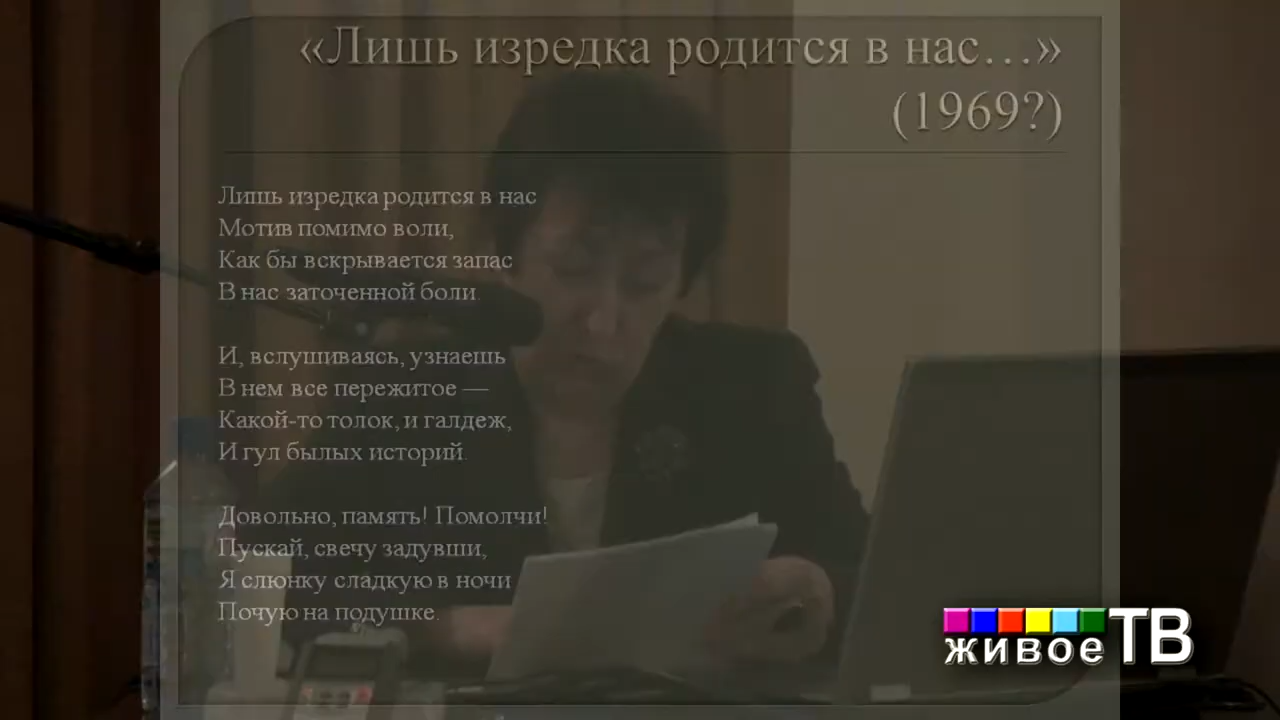 «Лишь изредка родится в нас…»
(1969?)
Лишь изредка родится в нас
Мотив помимо воли,
Как бы вскрывается запас
В нас заточенной боли.
И, вслушиваясь, узнаешь
В нем все пережитое —
Какой-то толок, и галдеж,
И гул былых историй.
Довольно, память! Помолчи!
Пускай, свечу задувши,
Я слюнку сладкую в ночи
Почую на подушке.
живоеТВ